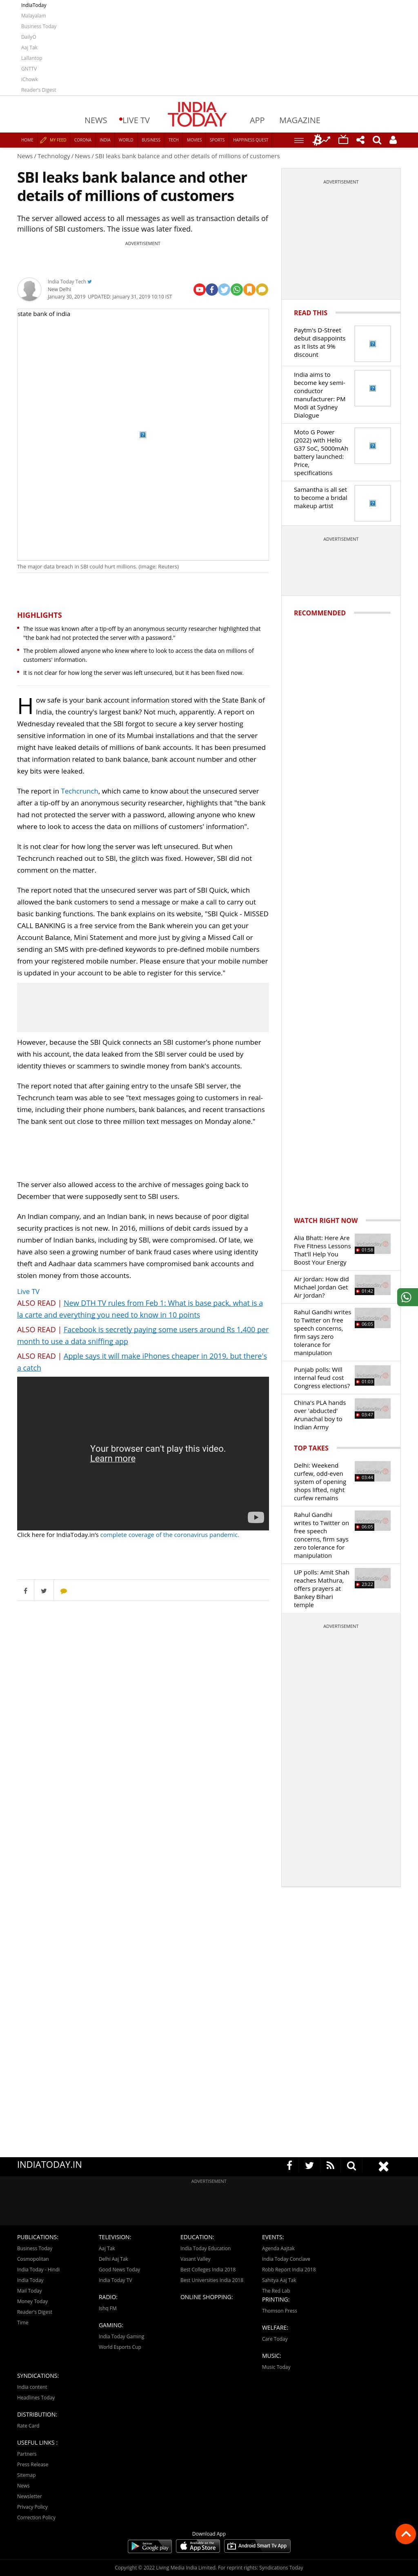 IndiaToday
Malayalam
Business Today
DailyO
Aaj Tak
Lallantop
GNTTV
iChowk
Reader's Digest
NEWS
LIVE TV
INDIA
TODAY
APP
MAGAZINE
HOME
MY FEED
CORONA
INDIA
WORLD
BUSINESS
TECH
MOVIES
SPORTS
HAPPINESS QUEST
News / Technology / News / SBI leaks bank balance and other details of millions of customers
SBI leaks bank balance and other
details of millions of customers
The server allowed access to all messages as well as transaction details of
millions of SBI customers. The issue was later fixed.
ADVERTISEMENT
India Today Tech
New Delhi
January 30, 2019 UPDATED: January 31, 2019 10:10 IST
state bank of india
The major data breach in SBI could hurt millions. (Image: Reuters)
HIGHLIGHTS
The issue was known after a tip-off by an anonymous security researcher highlighted that
"the bank had not protected the server with a password."
The problem allowed anyone who knew where to look to access the data on millions of
customers' information.
It is not clear for how long the server was left unsecured, but it has been fixed now.
How safe is your bank account information stored with the State Bank of
India, the country's largest bank? Not much, apparently. A report on
Wednesday revealed that the SBI forgot to secure a key server hosting
sensitive information in one of its Mumbai installations and that the server
might have leaked details of millions of bank accounts. It has been presumed
that information related to bank balance, bank account number and other
key bits were leaked.
The report in Techcrunch, which came to know about the unsecured server
after a tip-off by an anonymous security researcher, highlights that "the bank
had not protected the server with a password, allowing anyone who knew
where to look to access the data on millions of customers' information".
It is not clear for how long the server was left unsecured. But when
Techcrunch reached out to SBI, the glitch was fixed. However, SBI did not
comment on the matter.
The report noted that the unsecured server was part of SBI Quick, which
allowed the bank customers to send a message or make a call to carry out
basic banking functions. The bank explains on its website, "SBI Quick - MISSED
CALL BANKING is a free service from the Bank wherein you can get your
Account Balance, Mini Statement and more just by giving a Missed Call or
sending an SMS with pre-defined keywords to pre-defined mobile numbers
from your registered mobile number. Please ensure that your mobile number
is updated in your account to be able to register for this service."
However, because the SBI Quick connects an SBI customer's phone number
with his account, the data leaked from the SBI server could be used by
identity thieves or scammers to swindle money from bank's accounts.
The report noted that after gaining entry to the unsafe SBI server, the
Techcrunch team was able to see "text messages going to customers in real-
time, including their phone numbers, bank balances, and recent transactions
The bank sent out close to three million text messages on Monday alone."
The server also allowed access to the archive of messages going back to
December that were supposedly sent to SBI users.
An Indian company, and an Indian bank, in news because of poor digital
security practices is not new. In 2016, millions of debit cards issued by a
number of Indian banks, including by SBI, were compromised. Of late, we
have also seen a growing number of bank fraud cases where using identity
theft and Aadhaar data scammers have compromised bank accounts and
stolen money from those accounts.
Live TV
ALSO READ | New DTH TV rules from Feb 1: What is base pack, what is a
la carte and everything you need to know in 10 points
ALSO READ | Facebook is secretly paying some users around Rs 1,400 per
month to use a data sniffing app
ALSO READ | Apple says it will make iPhones cheaper in 2019, but there's
a catch
Your browser can't play this video.
Learn more
Click here for IndiaToday.in's complete coverage of the coronavirus pandemic.
ADVERTISEMENT
READ THIS
Paytm's D-Street
debut disappoints
as it lists at 9%
discount
India aims to
become key semi-
conductor
manufacturer: PM
Modi at Sydney
Dialogue
Moto G Power
(2022) with Helio
G37 SoC, 5000mAh
battery launched:
Price,
specifications
Samantha is all set
to become a bridal
makeup artist
ADVERTISEMENT
RECOMMENDED
WATCH RIGHT NOW
Alia Bhatt: Here Are
Five Fitness Lessons
That'll Help You
Boost Your Energy
01:58
Air Jordan: How did
Michael Jordan Get
Air Jordan?
01:42
Rahul Gandhi writes
to Twitter on free
speech concerns,
firm says zero
tolerance for
manipulation
06:05
Punjab polls: Will
internal feud cost
Congress elections?
01:03
China's PLA hands
over 'abducted'
Arunachal boy to
Indian Army
03:47
TOP TAKES
Delhi: Weekend
curfew, odd-even
system of opening
shops lifted, night
curfew remains
03:44
Rahul Gandhi
writes to Twitter on
free speech
concerns, firm says
zero tolerance for
manipulation
06:05
UP polls: Amit Shah
reaches Mathura,
offers prayers at
Bankey Bihari
temple
23:22
ADVERTISEMENT
INDIATODAY.IN
ADVERTISEMENT
PUBLICATIONS:
Business Today
Cosmopolitan
India Today - Hindi
India Today
Mail Today
Money Today
Reader's Digest
Time
TELEVISION:
Aaj Tak
Delhi Aaj Tak
Good News Today
India Today TV
RADIO:
Ishq FM
GAMING:
India Today Gaming
World Esports Cup
EDUCATION:
India Today Education
Vasant Valley
Best Colleges India 2018
Best Universities India 2018
ONLINE SHOPPING:
EVENTS:
Agenda Aajtak
India Today Conclave
Robb Report India 2018
Sahitya Aaj Tak
The Red Lab
PRINTING:
Thomson Press
WELFARE:
Care Today
MUSIC:
Music Today
SYNDICATIONS:
India content
Headlines Today
DISTRIBUTION:
Rate Card
USEFUL LINKS :
Partners
Press Release
Sitemap
News
Newsletter
Privacy Policy
Correction Policy
Download App
Google play
App Store
Android Smart Tv App
Copyright © 2022 Living Media India Limited. For reprint rights: Syndications Today